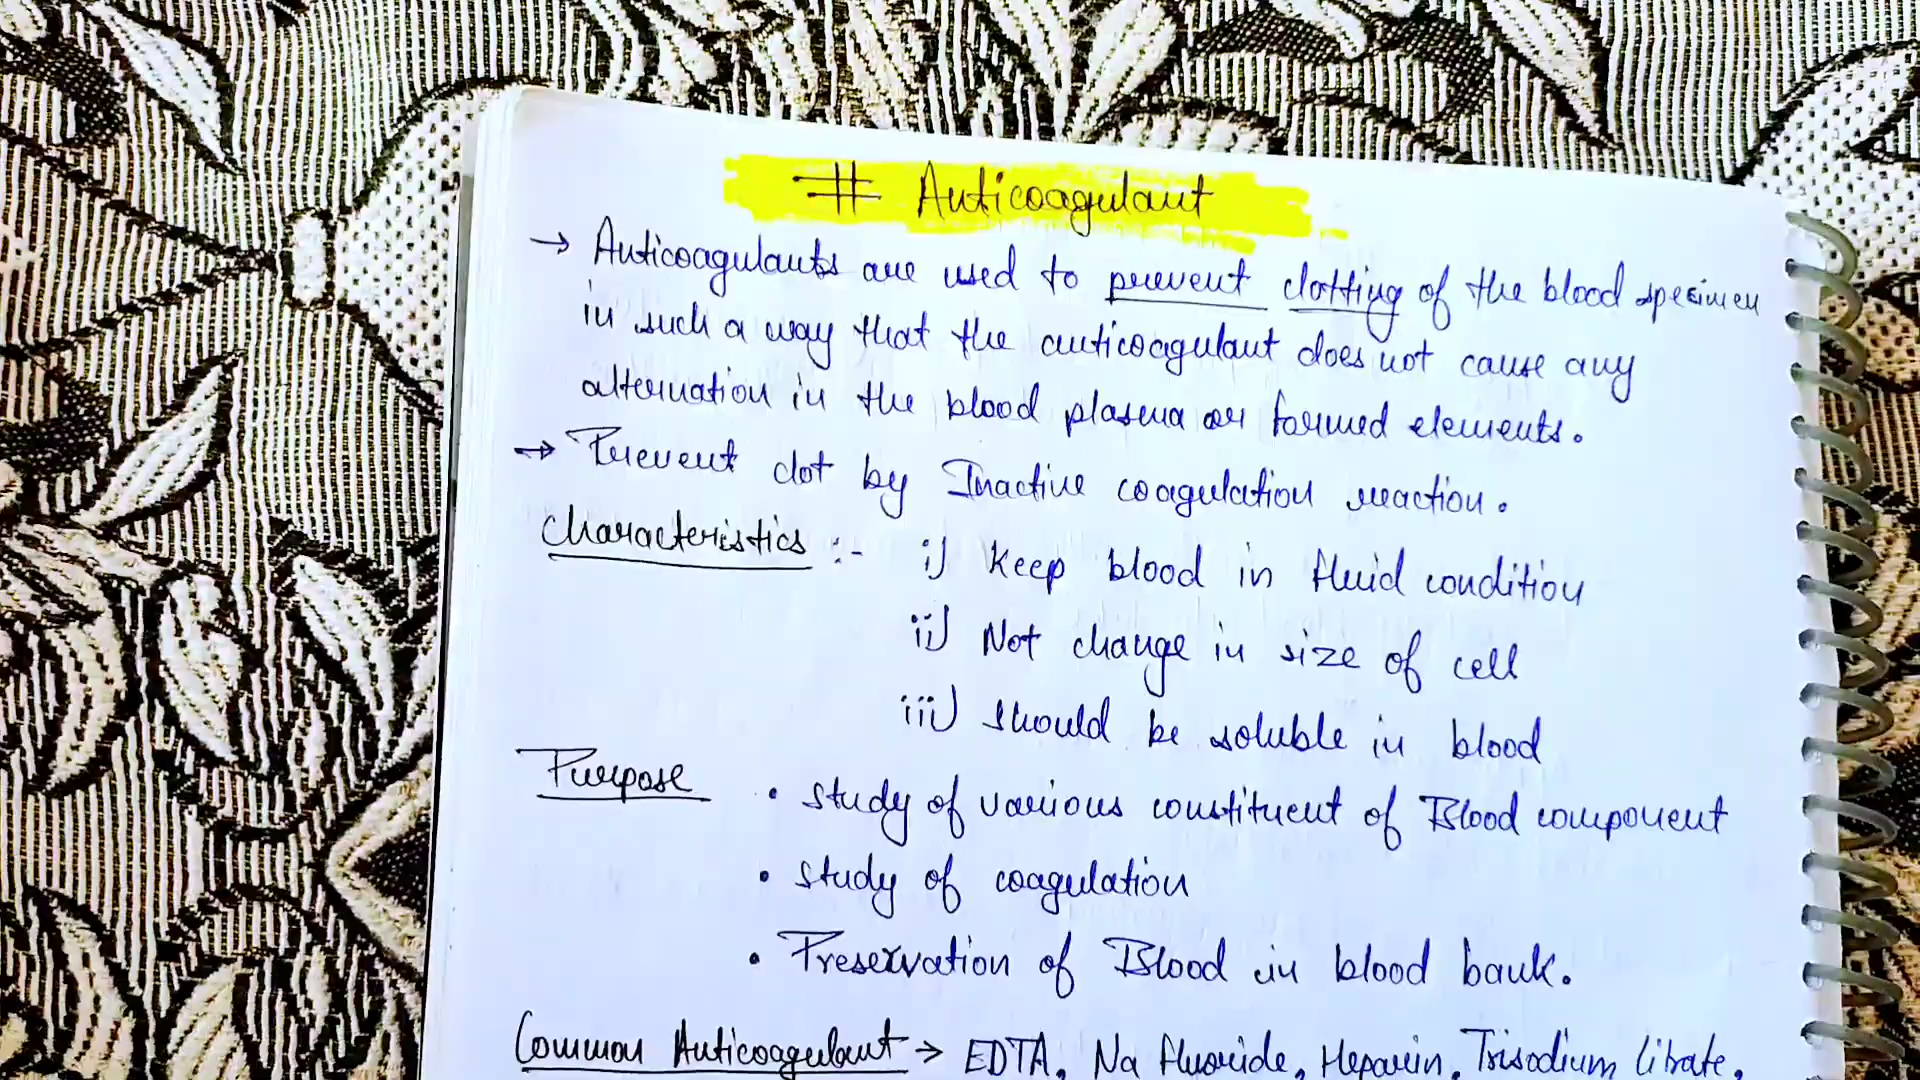 # Anticoagulant
→ Anticoagulants are used to prevent clotting of the blood specimen
in such a way that the anticoagulant does not cause any
alternation in the blood plasma or formed elements.
→ Prevent clot by Inactive coagulation reaction.
Characteristics :- i) Keep blood in fluid condition
ii) Not change in size of cell
iii) should be soluble in blood
Purpose • study of various constituent of Blood component
• study of coagulation
• Preservation of Blood in blood bank.
Common Anticoagulant → EDTA, Na fluoride, Heparin, Trisodium Citrate,